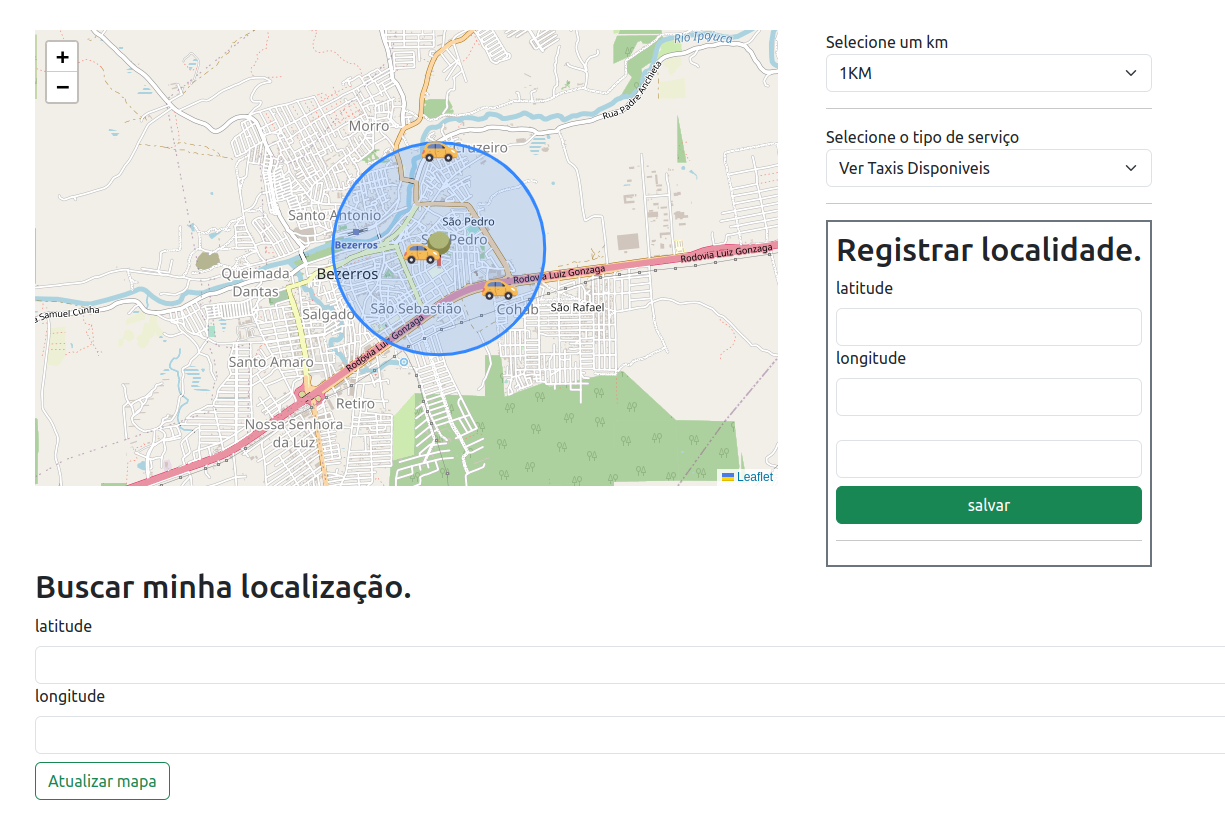 +
−
Rio Ipojuca
Rua Padre Anchieta
Morro
Cruzeiro
Santo Antonio
São Pedro
Bezerros
Bezerros
Queimada
Dantas
Rodovia Luiz Gonzaga
Rodovia Luiz Gonzaga
Samuel Cunha
Salgado
São Sebastião
Cohab
São Rafael
Rodovia Luiz Gonzaga
Santo Amaro
Retiro
Nossa Senhora
da Luz
Leaflet
Selecione um km
1KM
Selecione o tipo de serviço
Ver Taxis Disponiveis
Registrar localidade.
latitude
longitude
salvar
Buscar minha localização.
latitude
longitude
Atualizar mapa